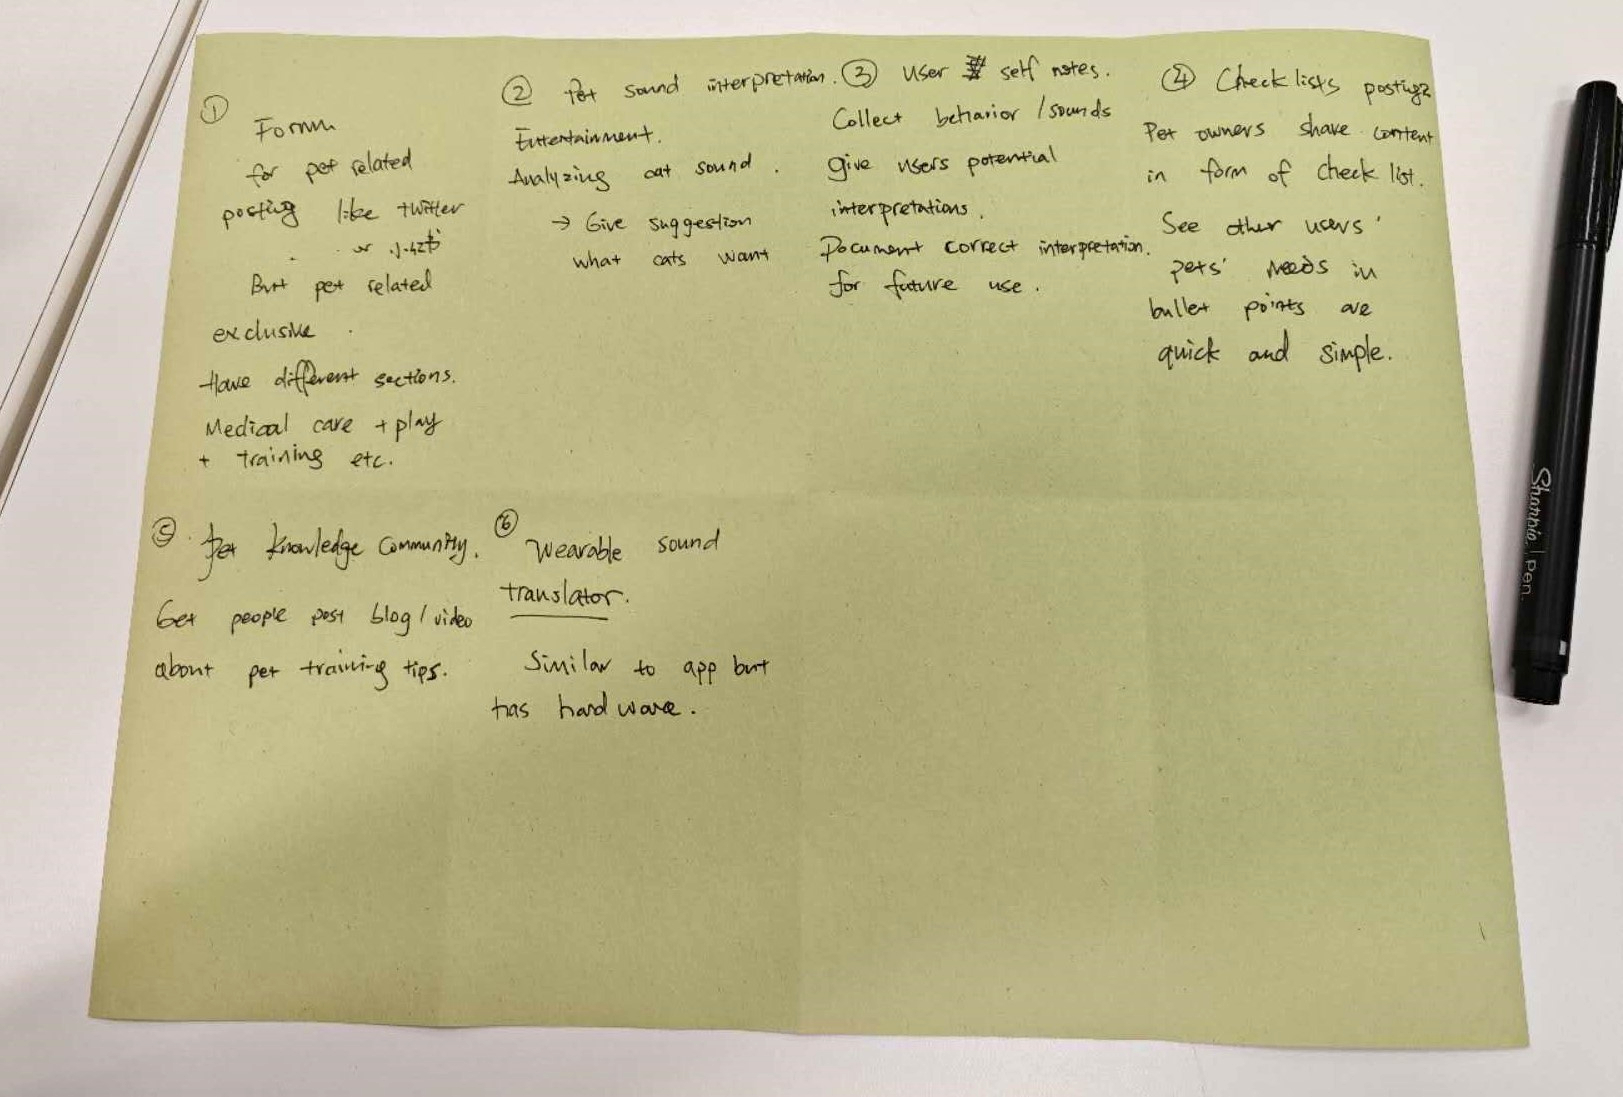 ①
Forum
for pet related
posting like twitter
or 小红书
But pet related
exclusive.
Have different sections.
Medical care + play
+ training etc.
② Pet sound interpretation.
Entertainment.
Analyzing cat sound.
→ Give suggestion
what cats want
③ User self notes.
Collect behavior / sounds
give users potential
interpretations.
Document correct interpretation.
for future use.
④ Checklists postings
Pet owners share content
in form of check list.
See other users'
pets' needs in
bullet points are
quick and simple.
⑤ Pet knowledge community.
Get people post blog / video
about pet training tips.
⑥
Wearable sound
translator.
Similar to app but
has hardware.
Sharpie | Pen.